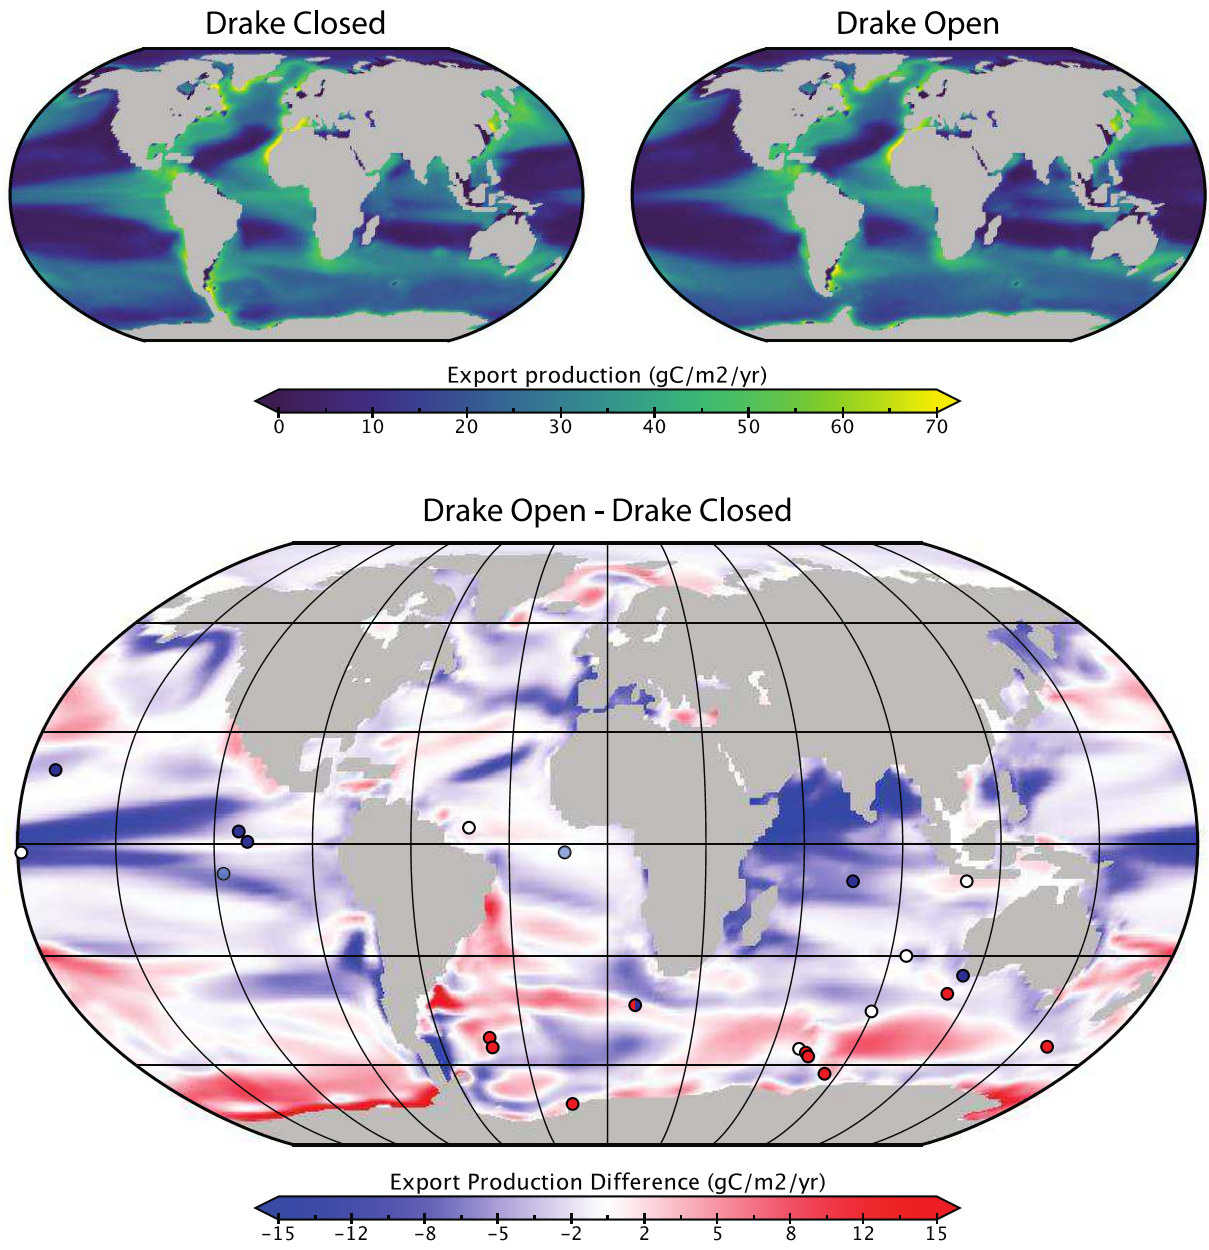 Drake Closed
Drake Open
Export production (gC/m2/yr)
0 10 20 30 40 50 60 70
Drake Open - Drake Closed
Export Production Difference (gC/m2/yr)
-15 -12 -8 -5 -2 2 5 8 12 15